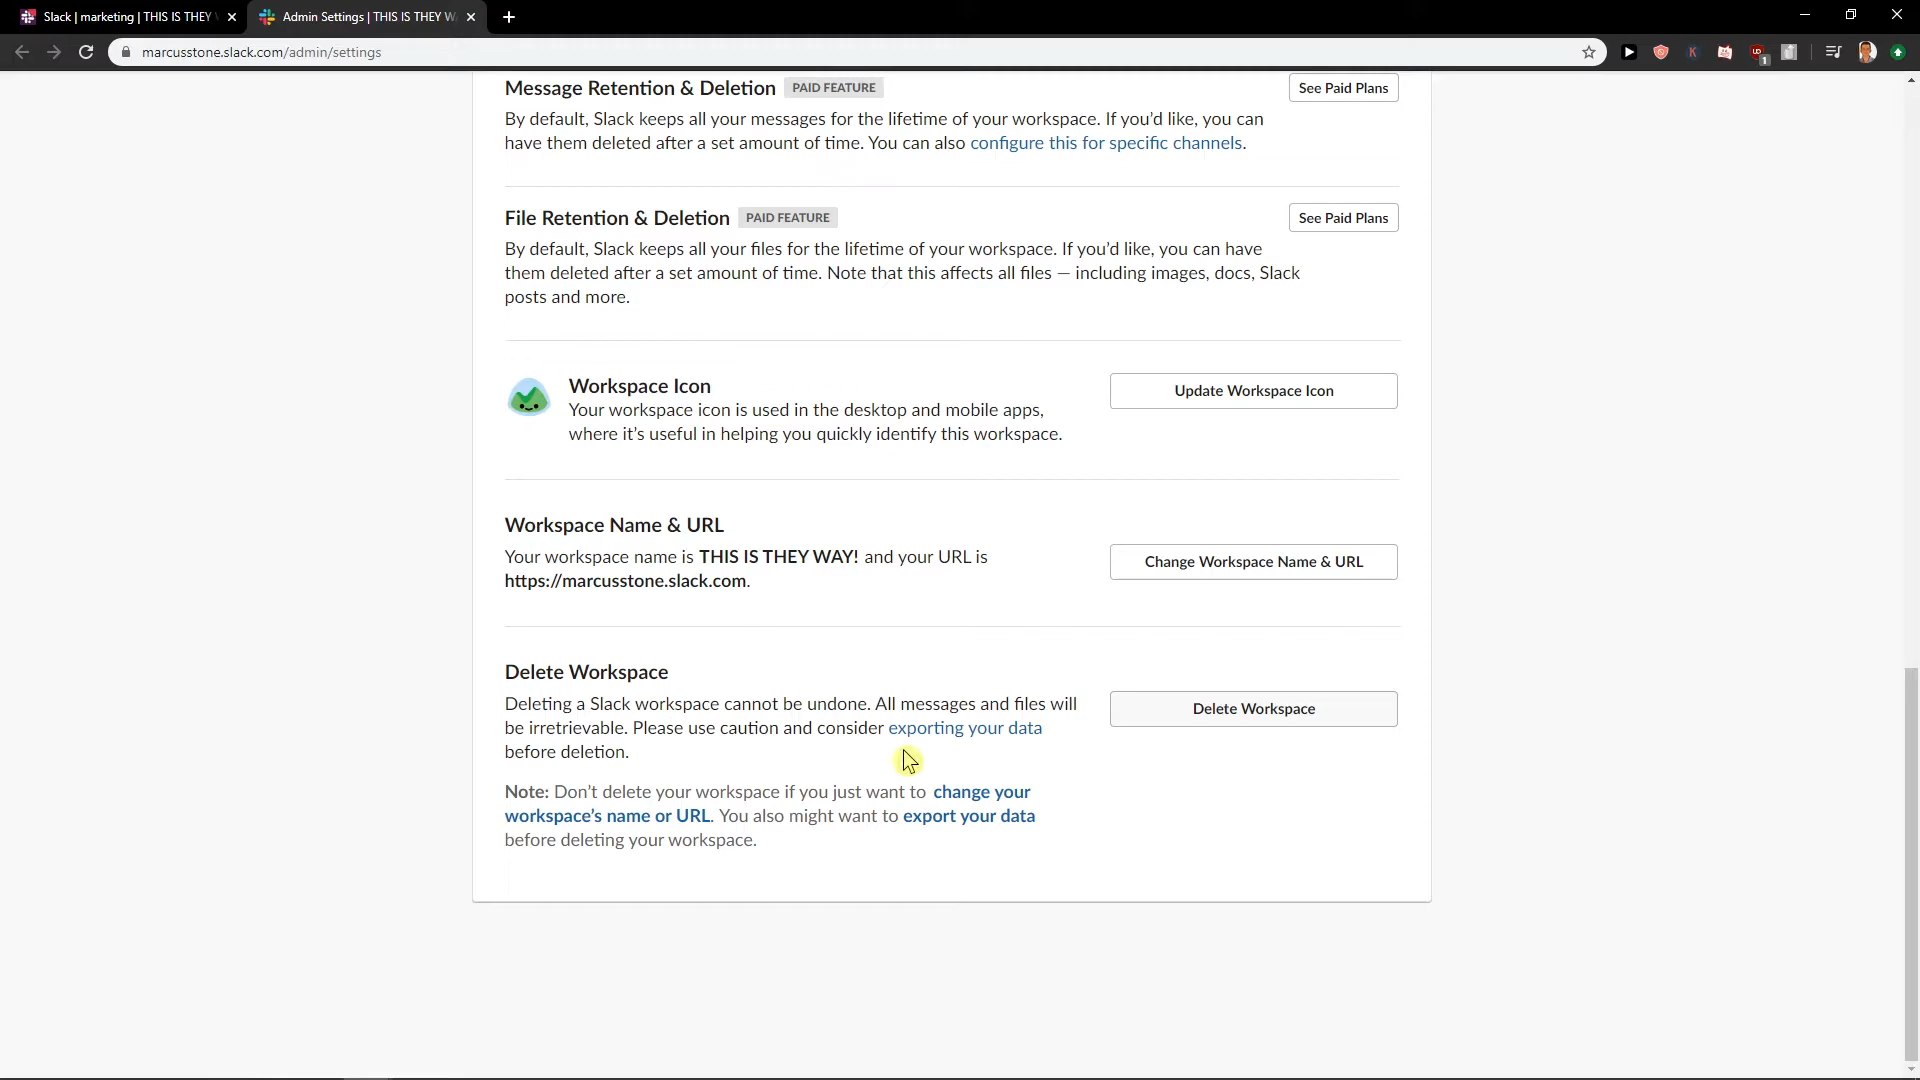 Slack | marketing | THIS IS THEY
Admin Settings | THIS IS THEY W
marcusstone.slack.com/admin/settings
Message Retention & Deletion PAID FEATURE See Paid Plans
By default, Slack keeps all your messages for the lifetime of your workspace. If you'd like, you can
have them deleted after a set amount of time. You can also configure this for specific channels.
File Retention & Deletion PAID FEATURE See Paid Plans
By default, Slack keeps all your files for the lifetime of your workspace. If you'd like, you can have
them deleted after a set amount of time. Note that this affects all files — including images, docs, Slack
posts and more.
Workspace Icon
Your workspace icon is used in the desktop and mobile apps,
where it's useful in helping you quickly identify this workspace.
Update Workspace Icon
Workspace Name & URL
Your workspace name is THIS IS THEY WAY! and your URL is
https://marcusstone.slack.com.
Change Workspace Name & URL
Delete Workspace
Deleting a Slack workspace cannot be undone. All messages and files will
be irretrievable. Please use caution and consider exporting your data
before deletion.
Delete Workspace
Note: Don't delete your workspace if you just want to change your
workspace's name or URL. You also might want to export your data
before deleting your workspace.